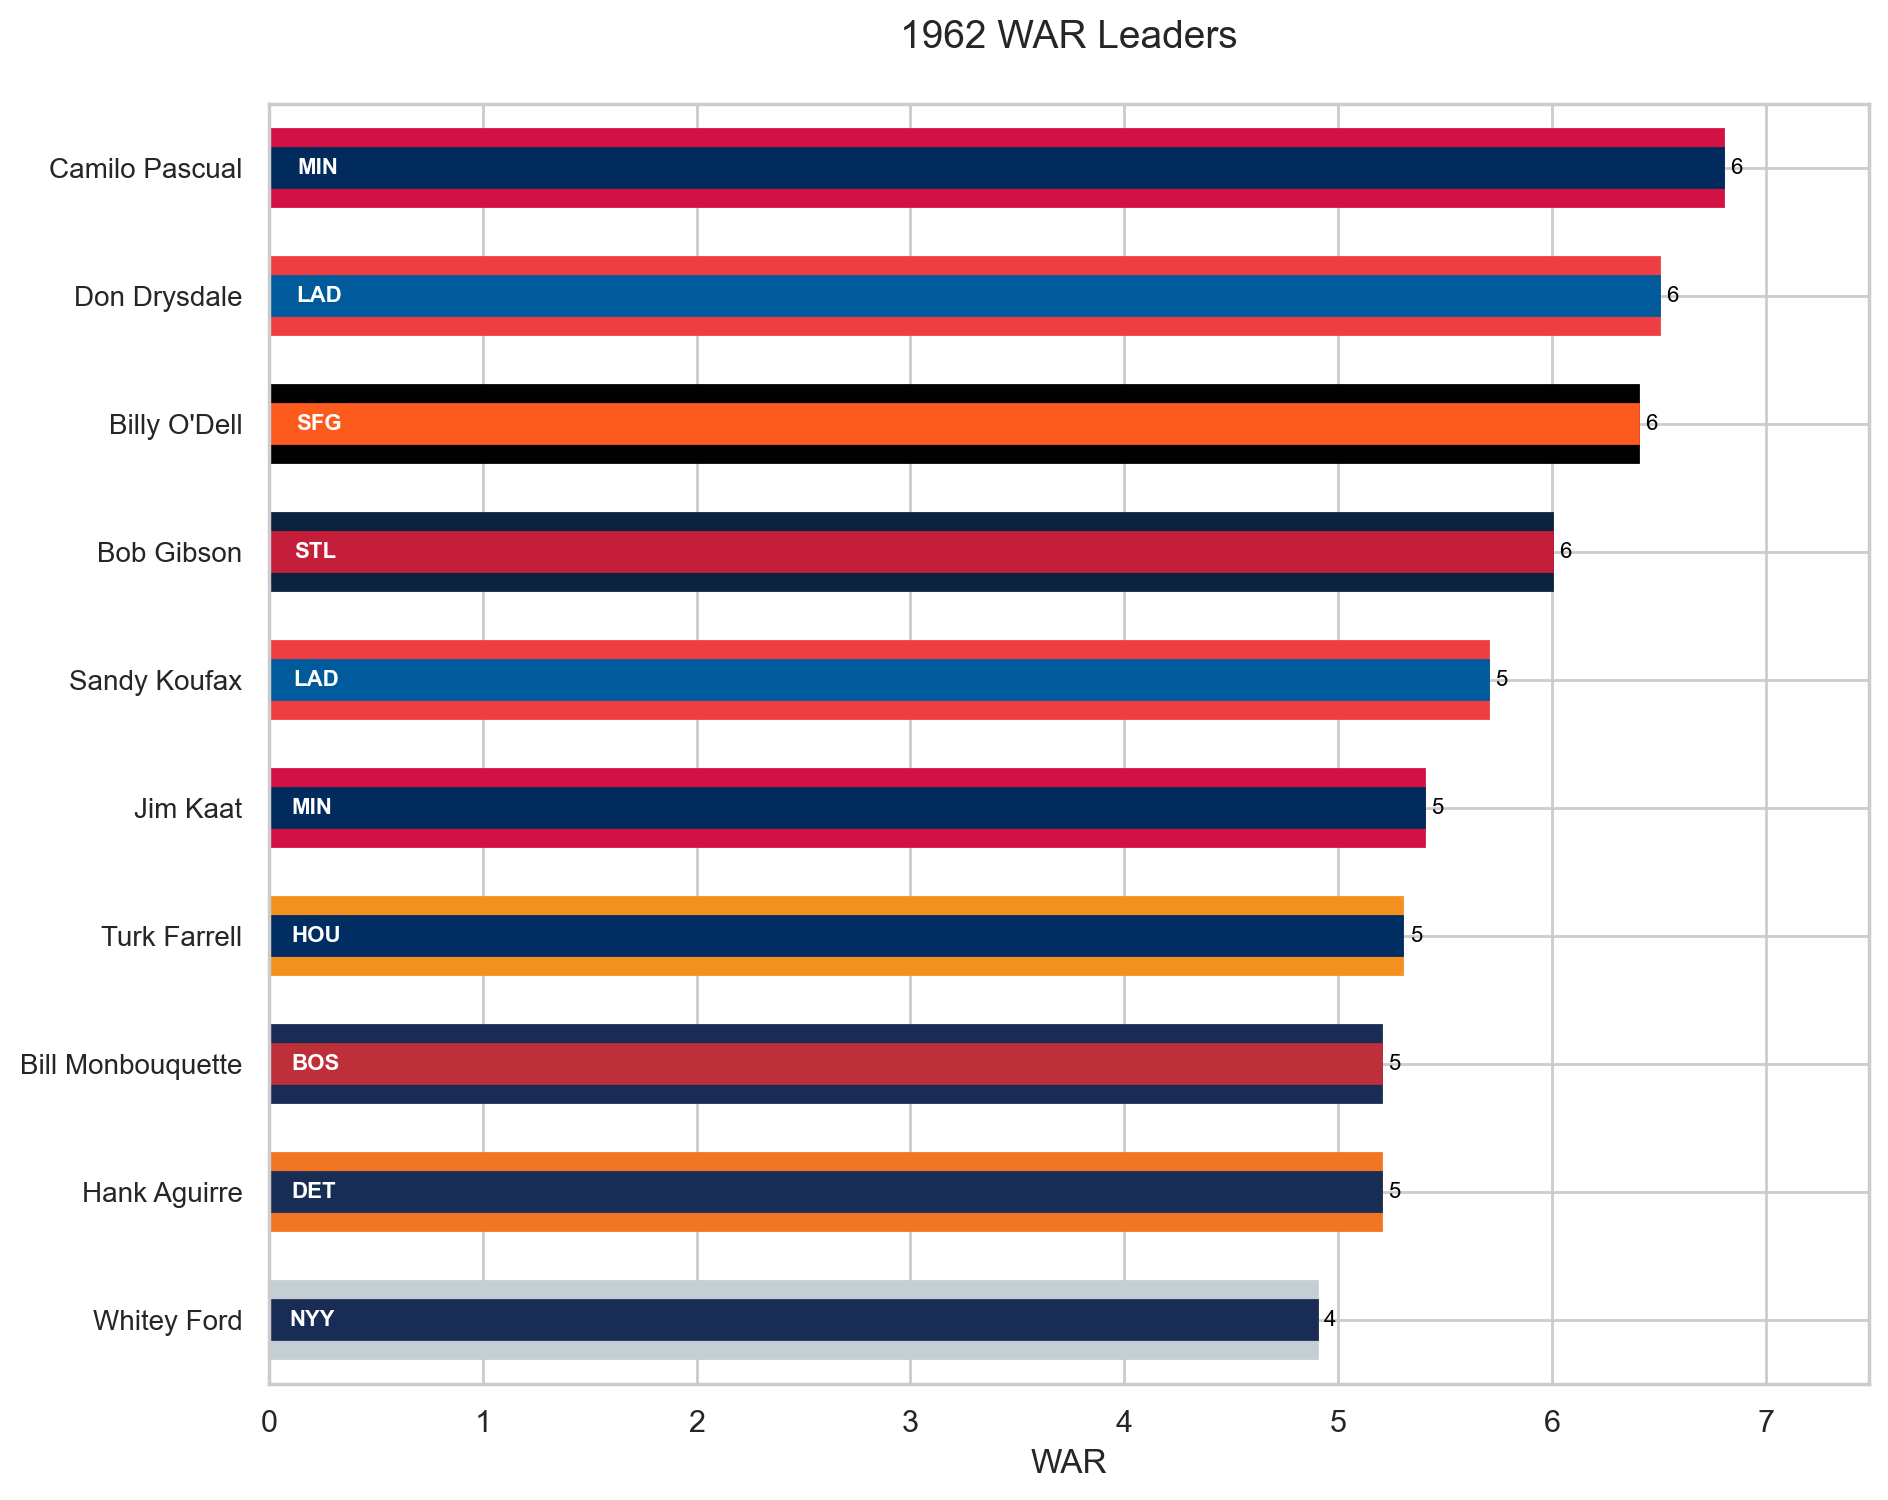 1962 WAR Leaders
Camilo Pascual MIN 6
Don Drysdale LAD 6
Billy O'Dell SFG 6
Bob Gibson STL 6
Sandy Koufax LAD 5
Jim Kaat MIN 5
Turk Farrell HOU 5
Bill Monbouquette BOS 5
Hank Aguirre DET 5
Whitey Ford NYY 4
0 1 2 3 4 5 6 7
WAR